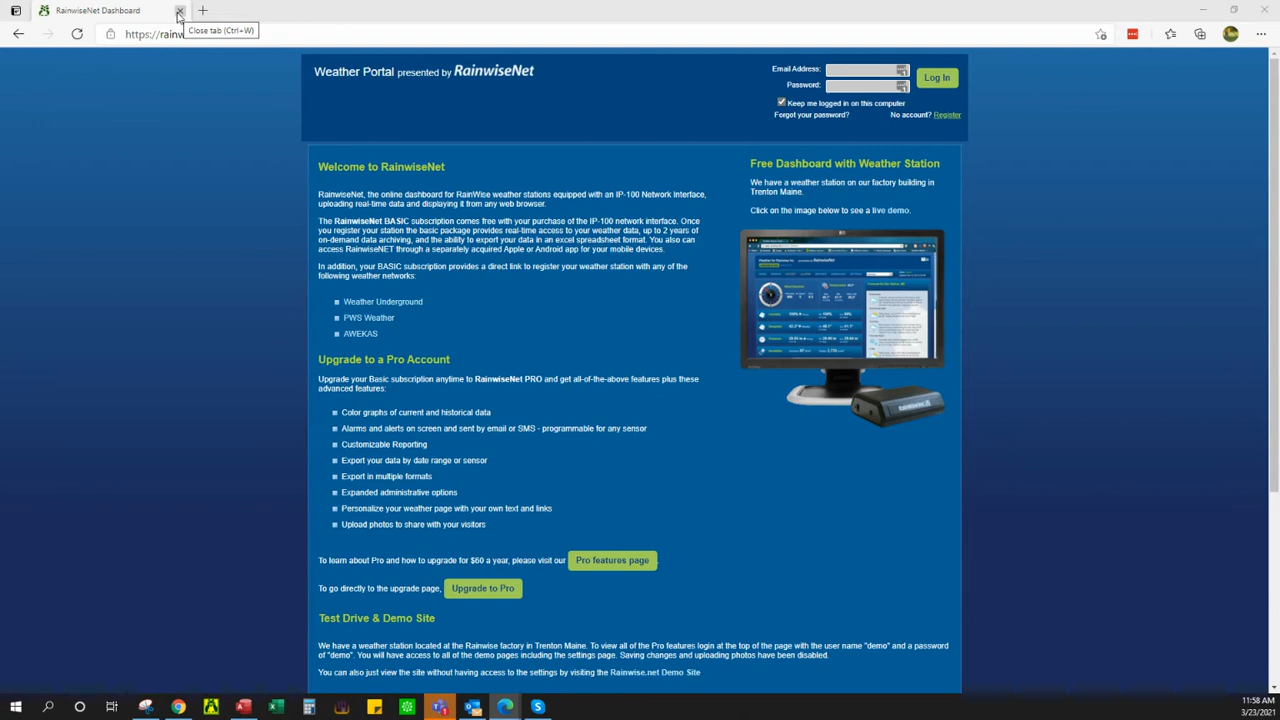 RainwiseNet Dashboard
Close tab (Ctrl+W)
https://rainw
Weather Portal presented by RainwiseNet
Email Address:
Password:
Log In
Keep me logged in on this computer
Forgot your password?
No account? Register
Welcome to RainwiseNet
RainwiseNet, the online dashboard for RainWise weather stations equipped with an IP-100 Network Interface,
uploading real-time data and displaying it from any web browser.
The RainwiseNet BASIC subscription comes free with your purchase of the IP-100 network interface. Once
you register your station the basic package provides real-time access to your weather data, up to 2 years of
on-demand data archiving, and the ability to export your data in an excel spreadsheet format. You also can
access RainwiseNET through a separately acquired Apple or Android app for your mobile devices.
In addition, your BASIC subscription provides a direct link to register your weather station with any of the
following weather networks:
Weather Underground
PWS Weather
AWEKAS
Upgrade to a Pro Account
Upgrade your Basic subscription anytime to RainwiseNet PRO and get all-of-the-above features plus these
advanced features:
Color graphs of current and historical data
Alarms and alerts on screen and sent by email or SMS - programmable for any sensor
Customizable Reporting
Export your data by date range or sensor
Export in multiple formats
Expanded administrative options
Personalize your weather page with your own text and links
Upload photos to share with your visitors
To learn about Pro and how to upgrade for $60 a year, please visit our Pro features page.
To go directly to the upgrade page, Upgrade to Pro
Test Drive & Demo Site
We have a weather station located at the Rainwise factory in Trenton Maine. To view all of the Pro features login at the top of the page with the user name "demo" and a password
of "demo". You will have access to all of the demo pages including the settings page. Saving changes and uploading photos have been disabled.
You can also just view the site without having access to the settings by visiting the Rainwise.net Demo Site
Free Dashboard with Weather Station
We have a weather station on our factory building in
Trenton Maine.
Click on the image below to see a live demo.
11:58 AM
3/23/2021